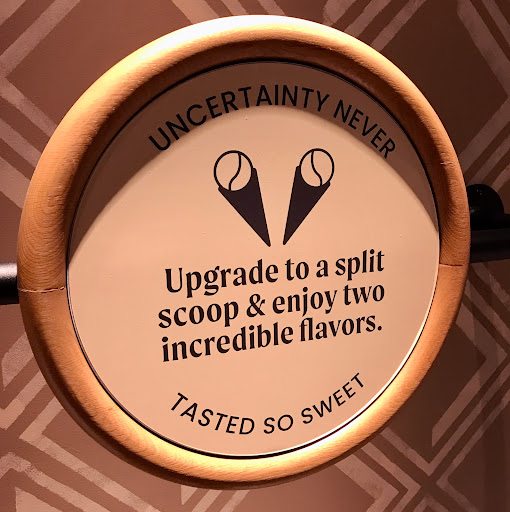 UNCERTAINTY NEVER
Upgrade to a split
scoop & enjoy two
incredible flavors.
TASTED SO SWEET